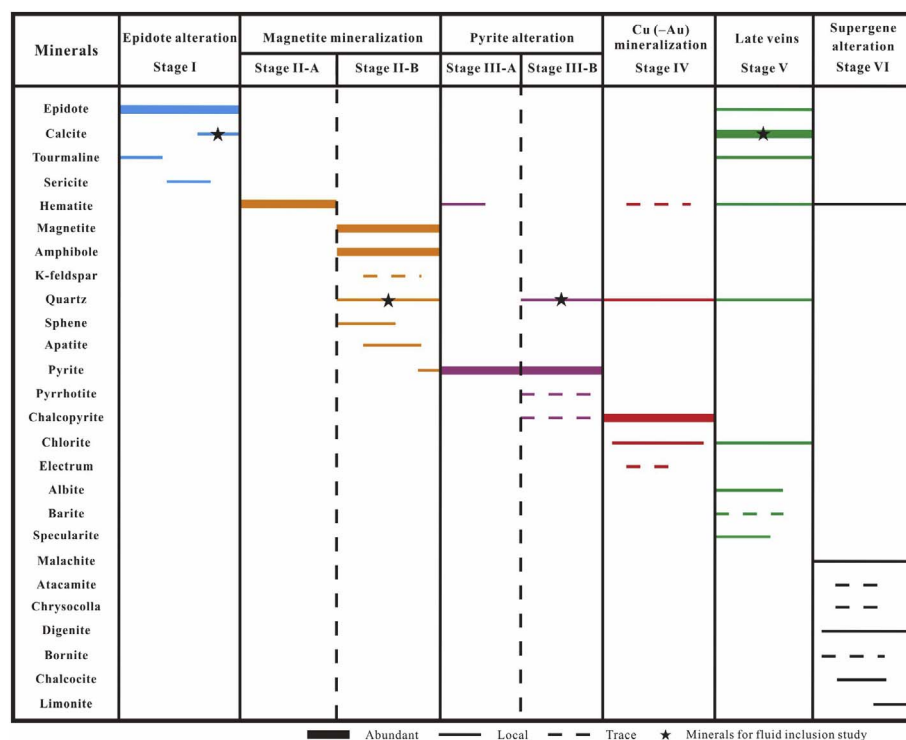 Minerals
Epidote alteration
Stage I
Magnetite mineralization
Stage II-A
Stage II-B
Pyrite alteration
Stage III-A
Stage III-B
Cu (–Au)
mineralization
Stage IV
Late veins
Stage V
Supergene
alteration
Stage VI
Epidote
Calcite
Tourmaline
Sericite
Hematite
Magnetite
Amphibole
K-feldspar
Quartz
Sphene
Apatite
Pyrite
Pyrrhotite
Chalcopyrite
Chlorite
Electrum
Albite
Barite
Specularite
Malachite
Atacamite
Chrysocolla
Digenite
Bornite
Chalcocite
Limonite
Abundant
Local
Trace
Minerals for fluid inclusion study